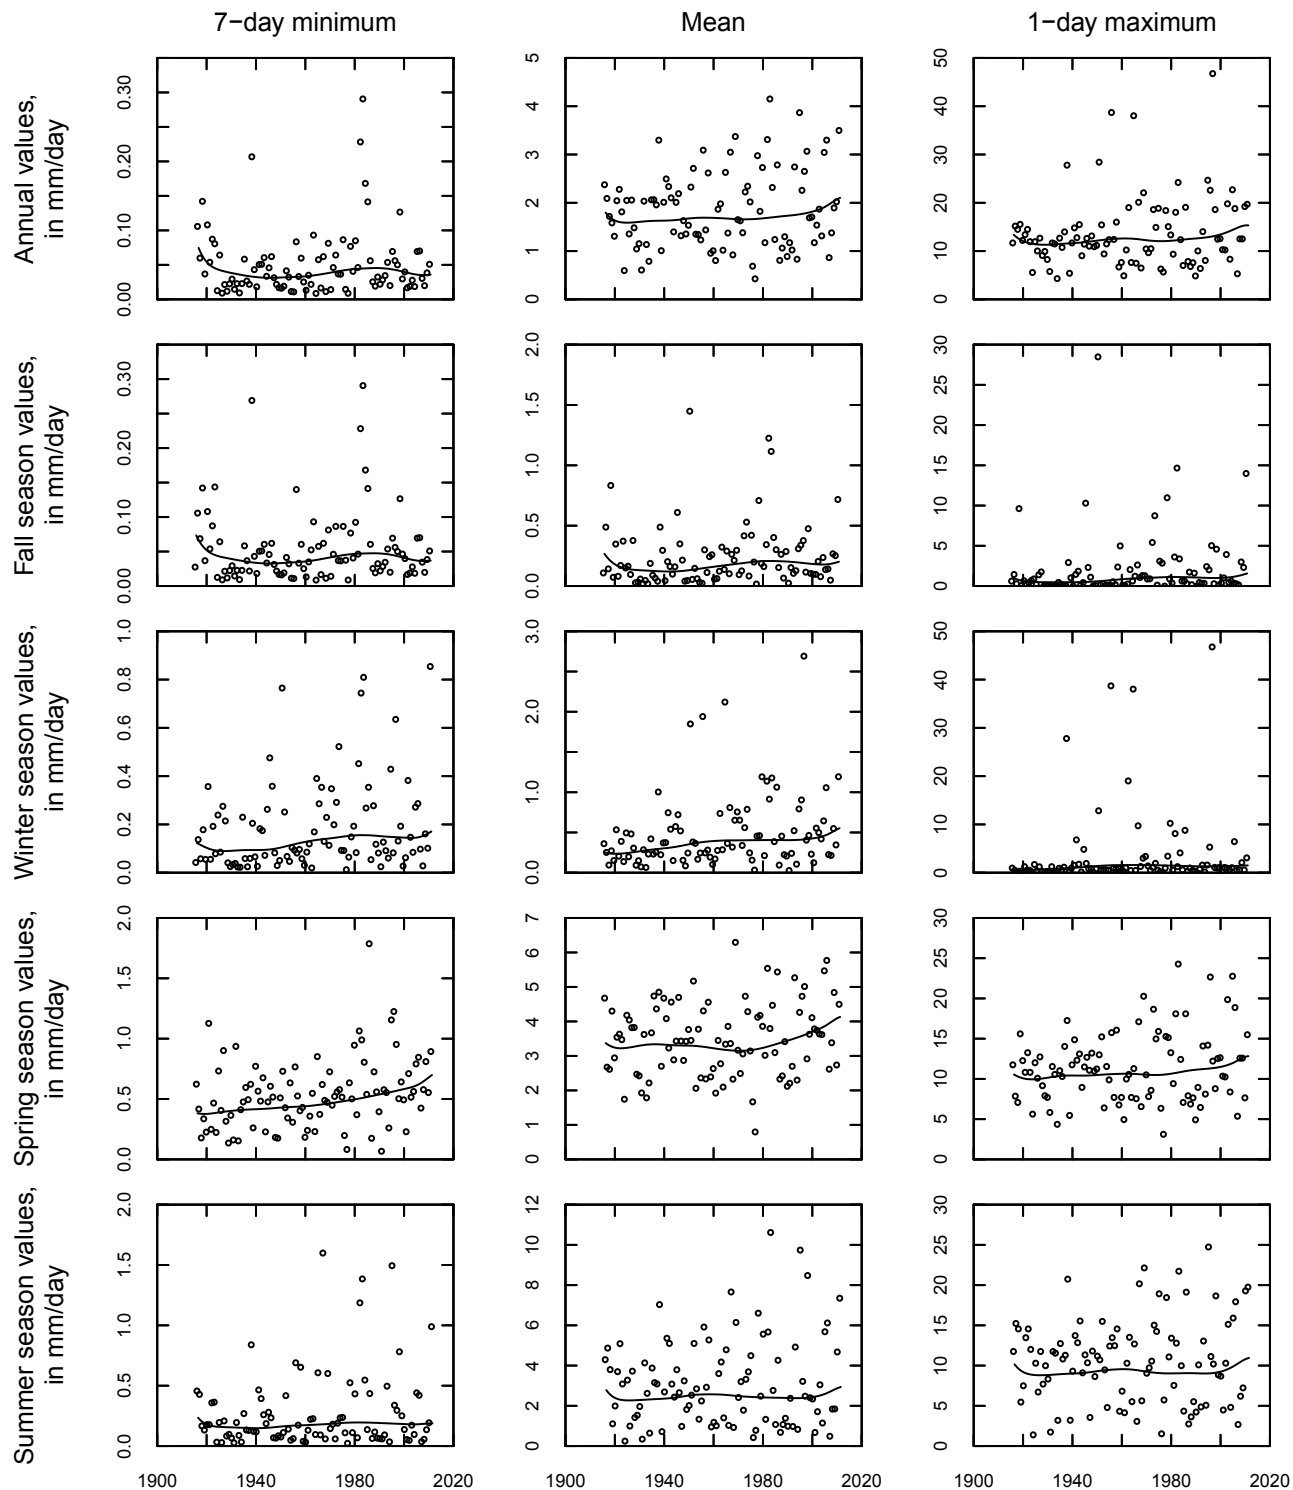 7−day minimum
Mean
1−day maximum
Annual values,
in mm/day
0.00 0.10 0.20 0.30
0 1 2 3 4 5
0 10 20 30 40 50
Fall season values,
in mm/day
0.00 0.10 0.20 0.30
0.0 0.5 1.0 1.5 2.0
0 5 10 15 20 25 30
Winter season values,
in mm/day
0.0 0.2 0.4 0.6 0.8 1.0
0.0 1.0 2.0 3.0
0 10 20 30 40 50
Spring season values,
in mm/day
0.0 0.5 1.0 1.5 2.0
0 1 2 3 4 5 6 7
0 5 10 15 20 25 30
Summer season values,
in mm/day
0.0 0.5 1.0 1.5 2.0
0 2 4 6 8 10 12
0 5 10 15 20 25 30
1900 1940 1980 2020
1900 1940 1980 2020
1900 1940 1980 2020